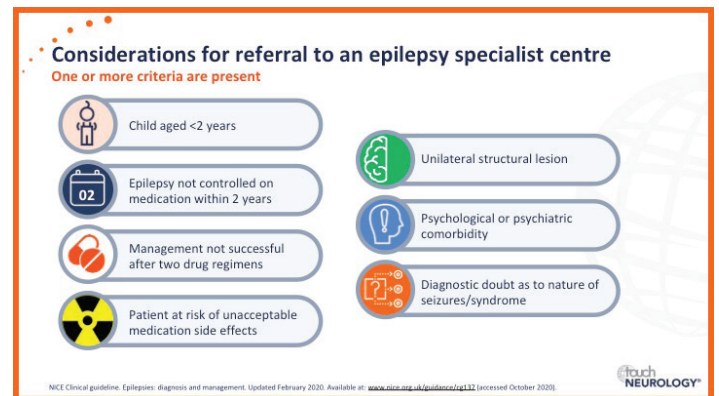 Considerations for referral to an epilepsy specialist centre
One or more criteria are present
Child aged <2 years
02
Epilepsy not controlled on
medication within 2 years
Management not successful
after two drug regimens
Patient at risk of unacceptable
medication side effects
Unilateral structural lesion
Psychological or psychiatric
comorbidity
?
Diagnostic doubt as to nature of
seizures/syndrome
NICE Clinical guideline. Epilepsies: diagnosis and management. Updated February 2020. Available at: www.nice.org.uk/guidance/cg137 (accessed October 2020).
touch
NEUROLOGY®